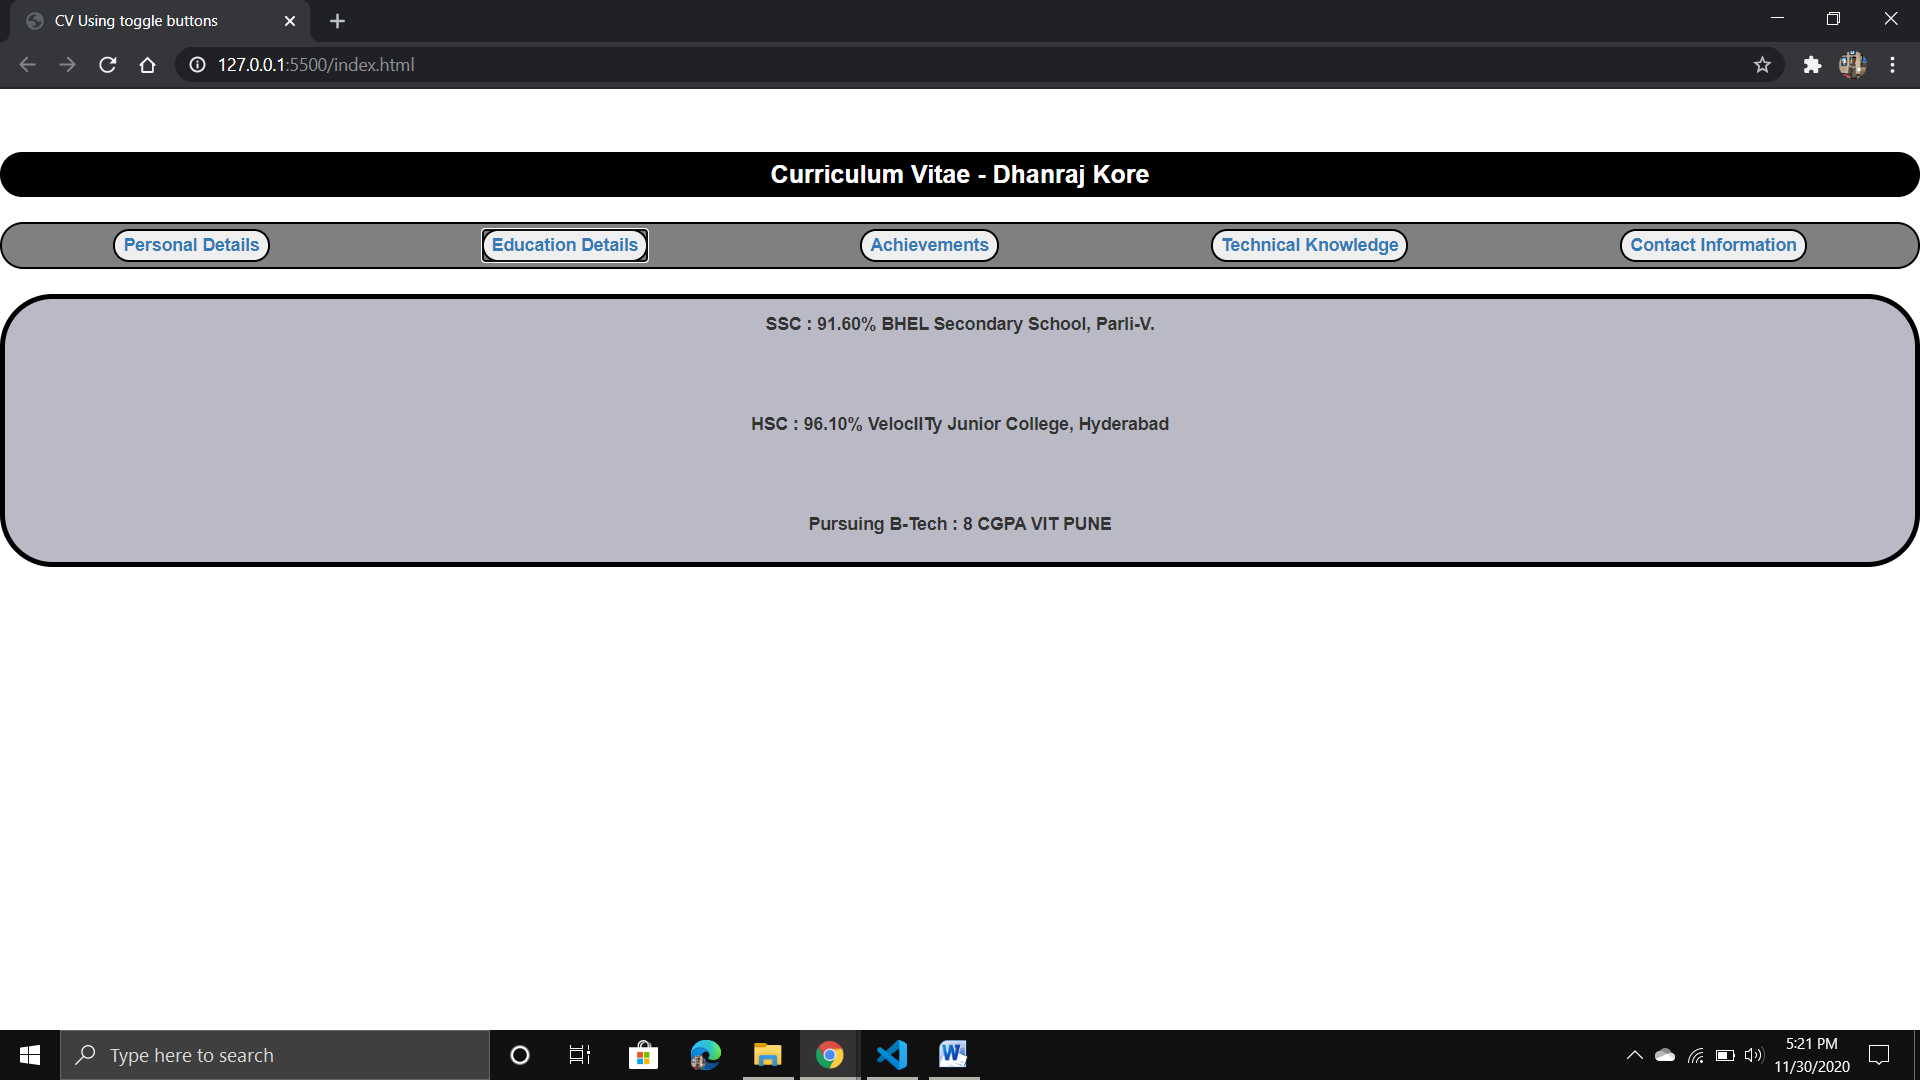 CV Using toggle buttons
127.0.0.1:5500/index.html
Curriculum Vitae - Dhanraj Kore
Personal Details Education Details Achievements Technical Knowledge Contact Information
SSC : 91.60% BHEL Secondary School, Parli-V.
HSC : 96.10% VelocIITy Junior College, Hyderabad
Pursuing B-Tech : 8 CGPA VIT PUNE
Type here to search
5:21 PM
11/30/2020